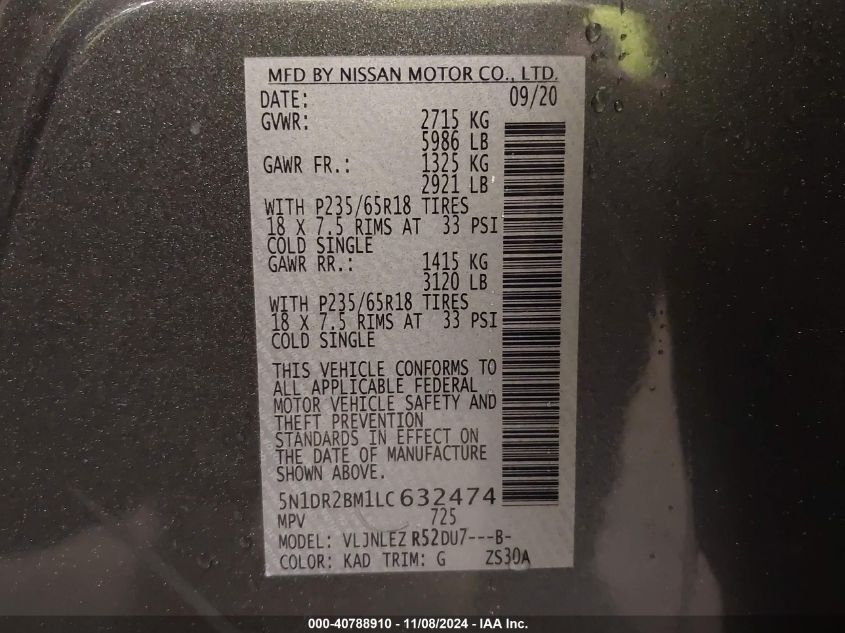 MFD BY NISSAN MOTOR CO., LTD.
DATE: 09/20
GVWR: 2715 KG
5986 LB
GAWR FR.: 1325 KG
2921 LB
WITH P235/65R18 TIRES
18 X 7.5 RIMS AT 33 PSI
COLD SINGLE
GAWR RR.: 1415 KG
3120 LB
WITH P235/65R18 TIRES
18 X 7.5 RIMS AT 33 PSI
COLD SINGLE
THIS VEHICLE CONFORMS TO
ALL APPLICABLE FEDERAL
MOTOR VEHICLE SAFETY AND
THEFT PREVENTION
STANDARDS IN EFFECT ON
THE DATE OF MANUFACTURE
SHOWN ABOVE.
5N1DR2BM1LC632474
MPV 725
MODEL: VLJNLEZ R52DU7---B-
COLOR: KAD TRIM: G ZS30A
000-40788910 - 11/08/2024 - IAA Inc.